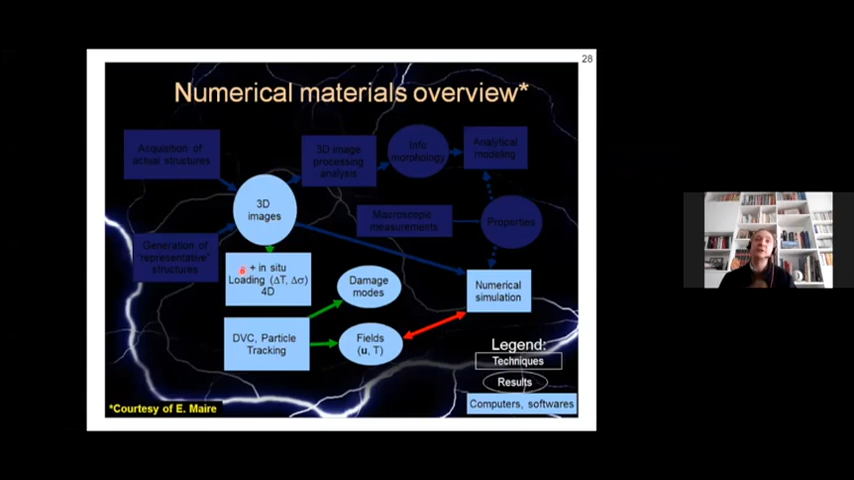 28
Numerical materials overview*
Acquisition of
actual structures
3D image
processing
analysis
Info
morphology
Analytical
modeling
3D
images
Macroscopic
measurements
Properties
Generation of
"representative"
structures
+ in situ
Loading (ΔT, Δσ)
4D
Damage
modes
Numerical
simulation
DVC, Particle
Tracking
Fields
(u, T)
Legend:
Techniques
Results
Computers, softwares
*Courtesy of E. Maire